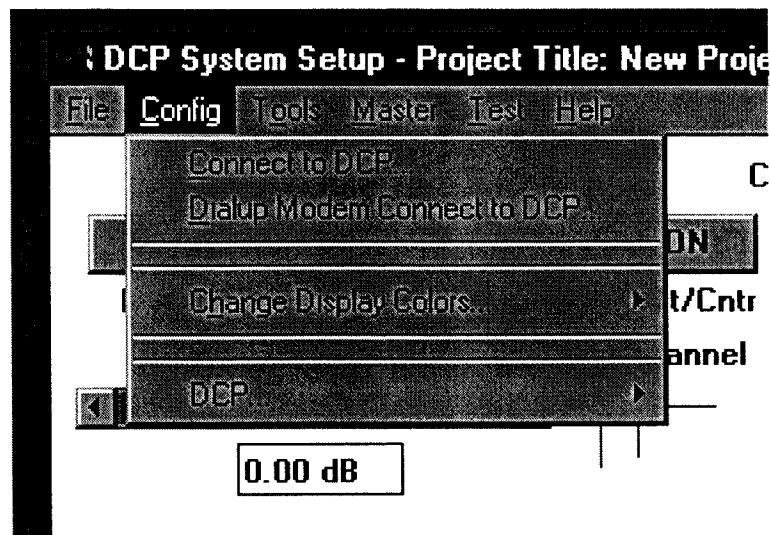 DCP System Setup - Project Title: New Proje
File Config Tools Master Test Help
C
Connect to DCP...
Dialup Modem Connect to DCP...
ON
Change Display Colors...
t/Cntr
annel
DCP...
0.00 dB